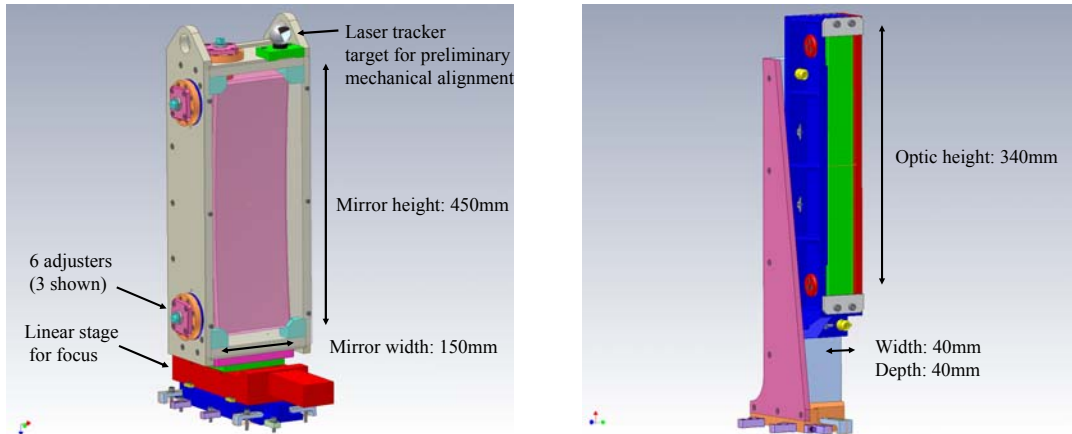 Laser tracker
target for preliminary
mechanical alignment
Mirror height: 450mm
6 adjusters
(3 shown)
Linear stage
for focus
Mirror width: 150mm
Optic height: 340mm
Width: 40mm
Depth: 40mm